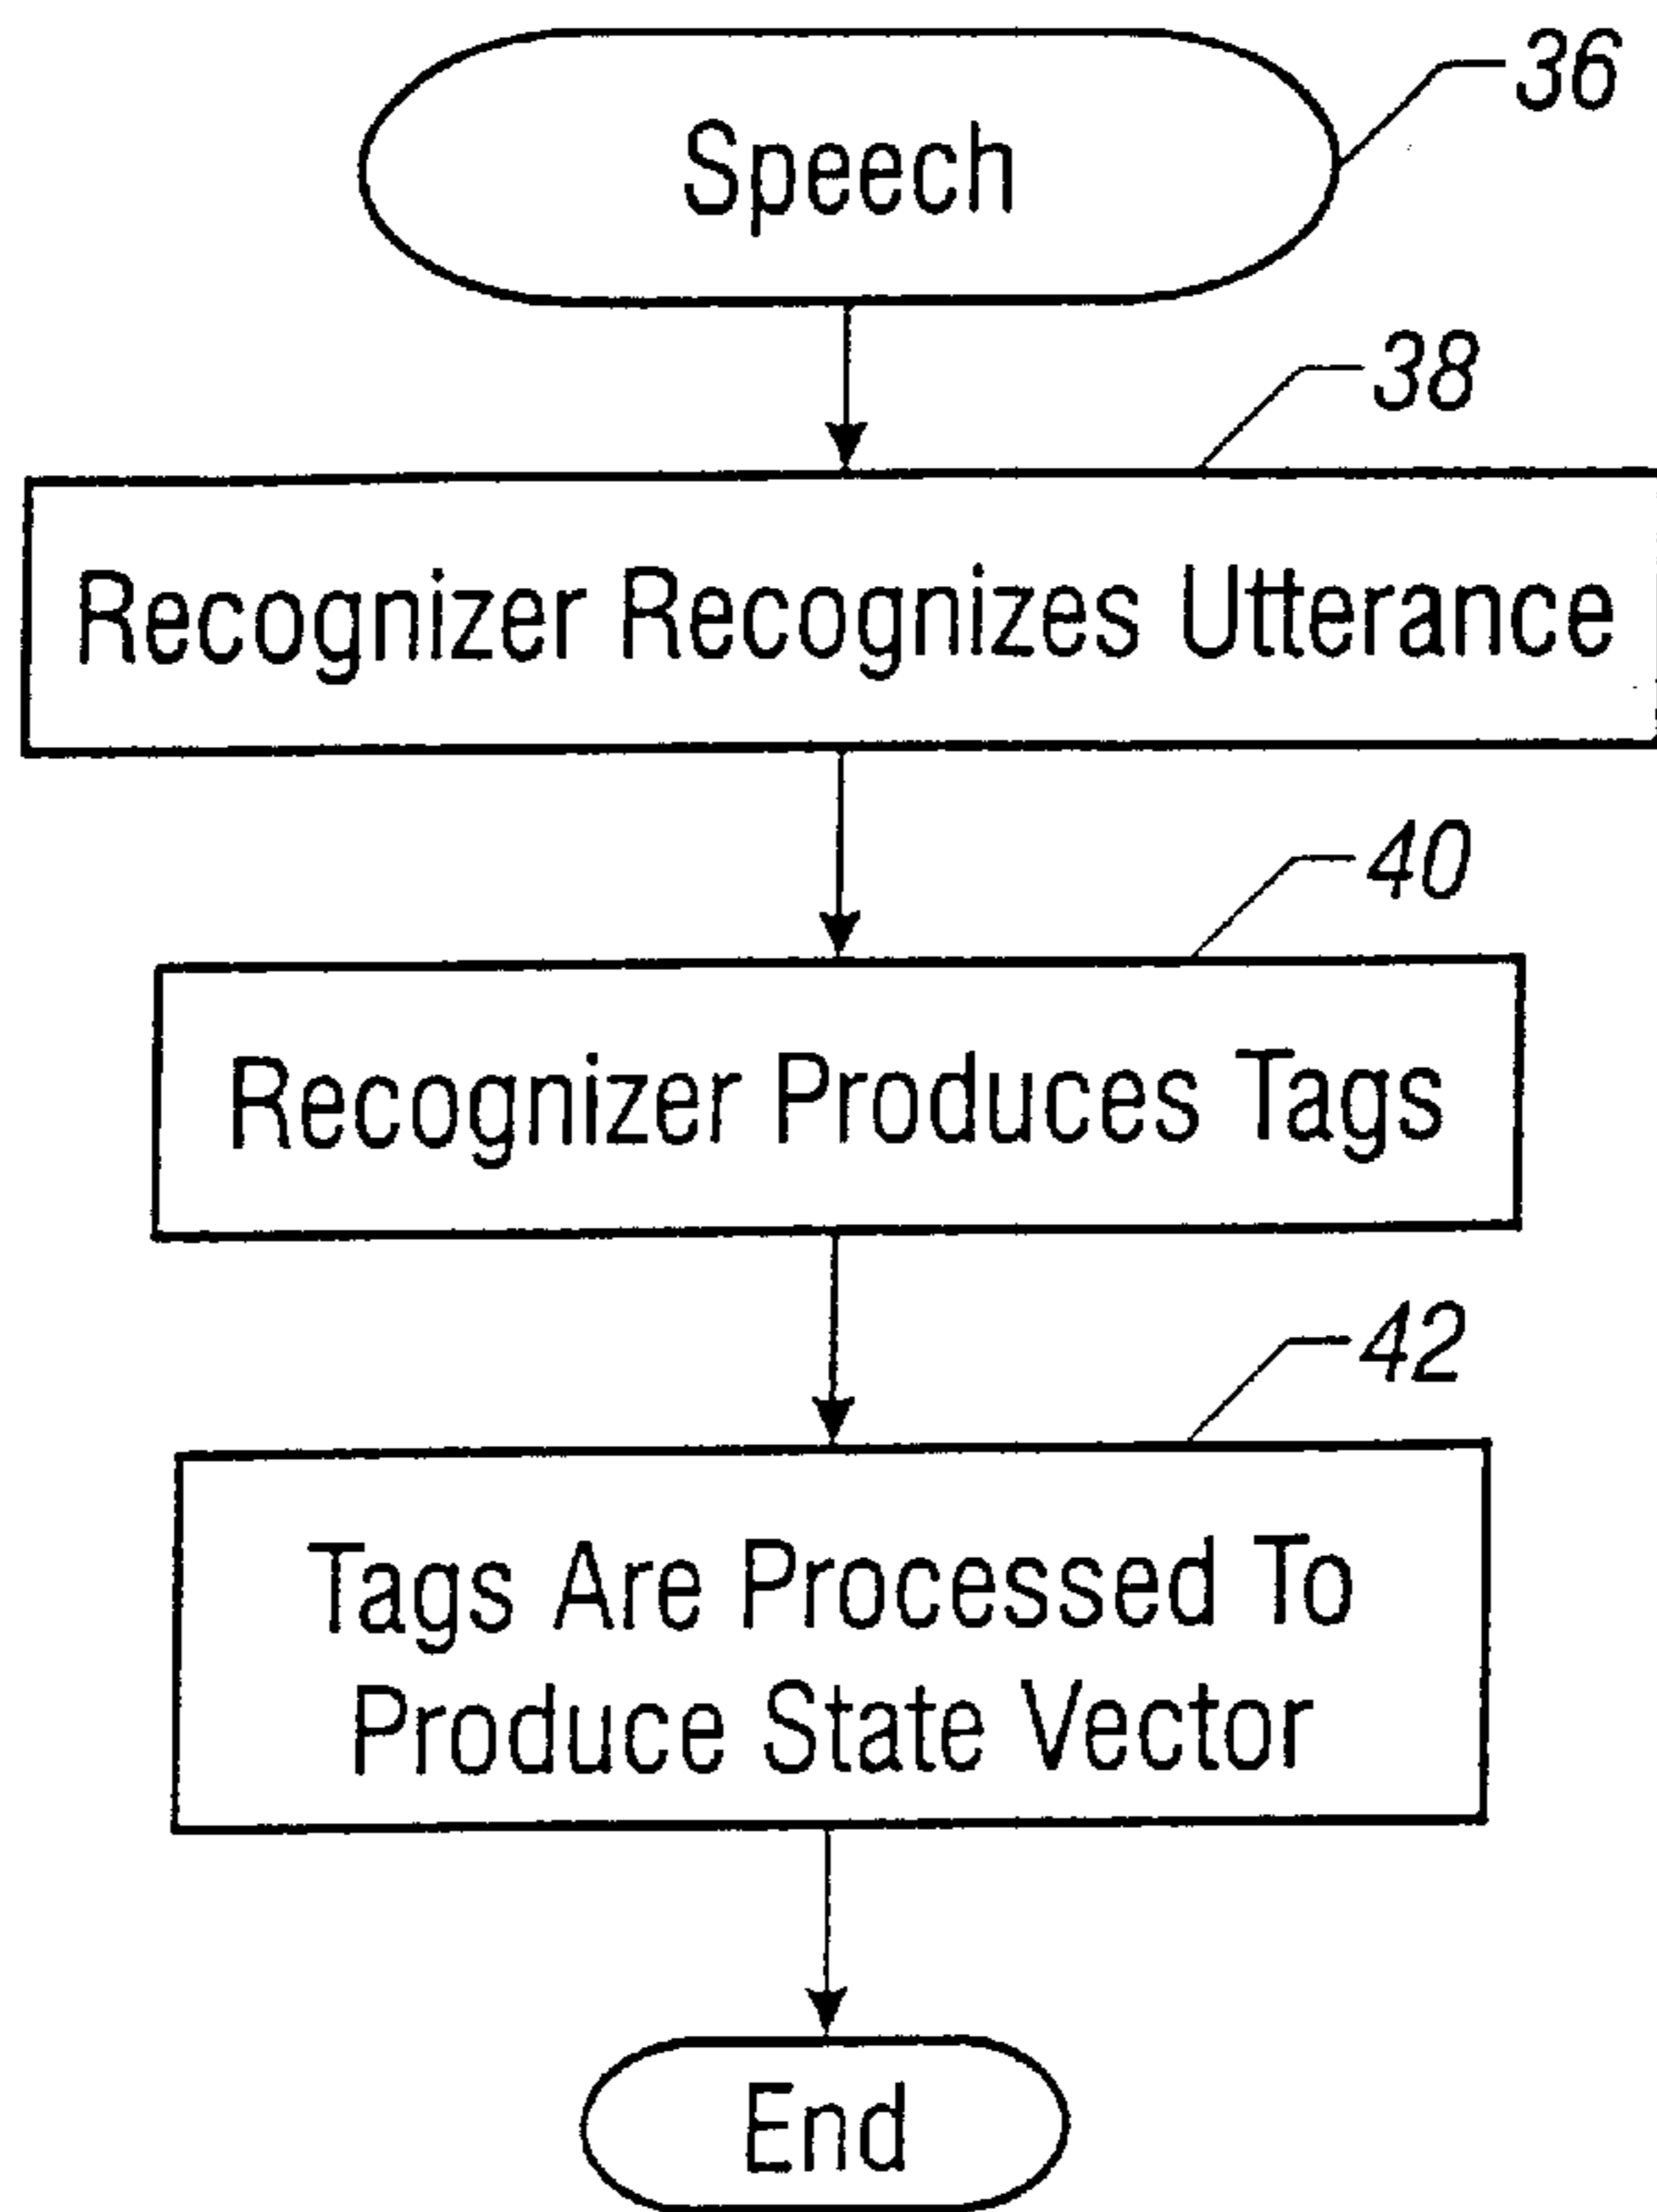 36
Speech
38
Recognizer Recognizes Utterance
40
Recognizer Produces Tags
42
Tags Are Processed To
Produce State Vector
End